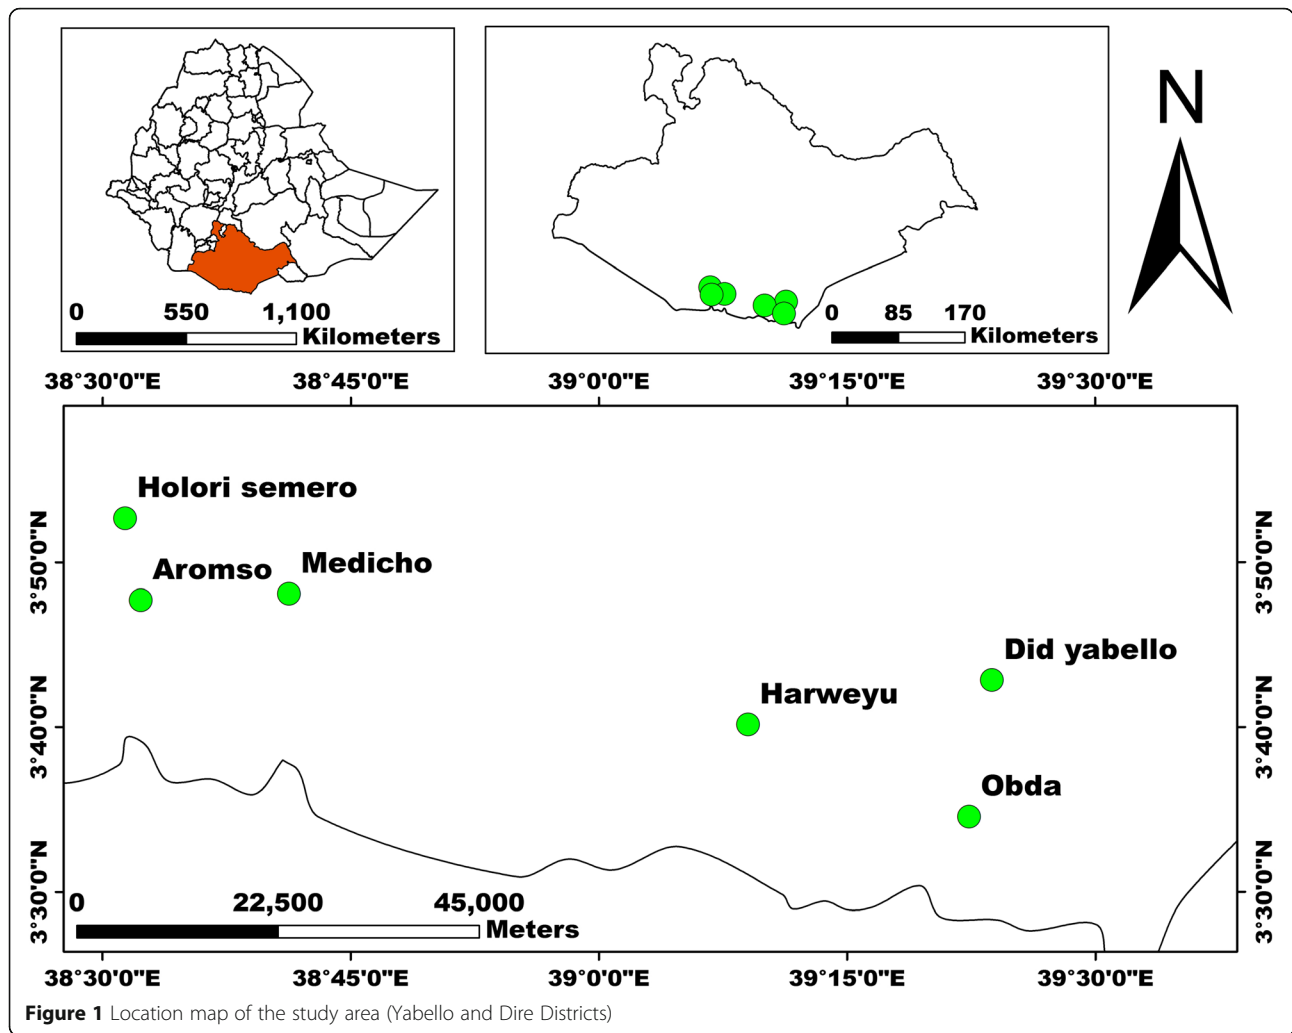 0 550 1,100
Kilometers
0 85 170
Kilometers
N
38°30'0"E 38°45'0"E 39°0'0"E 39°15'0"E 39°30'0"E
Holori semero
3°50'0"N 3°50'0"N
Aromso Medicho
Did yabello
3°40'0"N 3°40'0"N
Harweyu
Obda
3°30'0"N 3°30'0"N
0 22,500 45,000
Meters
38°30'0"E 38°45'0"E 39°0'0"E 39°15'0"E 39°30'0"E
Figure 1 Location map of the study area (Yabello and Dire Districts)